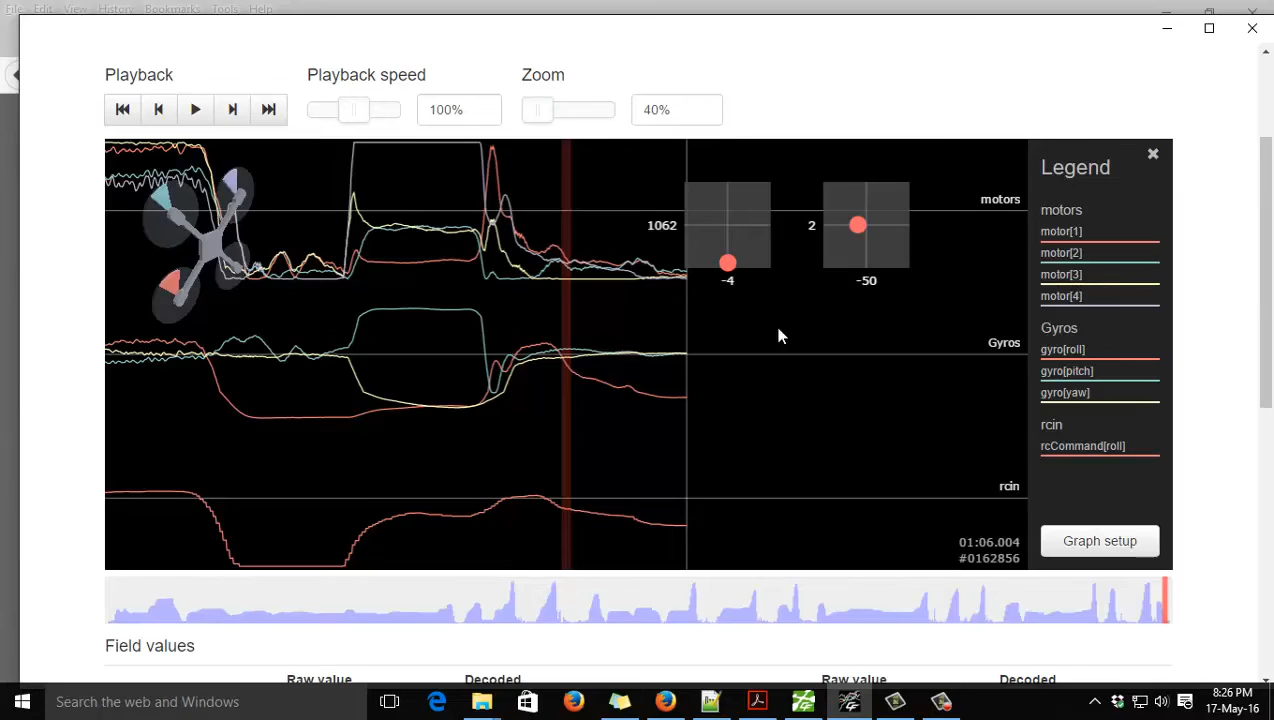 File Edit View History Bookmarks Tools Help
Playback Playback speed Zoom
100% 40%
Legend
motors
motors
1062 2
motor[1]
motor[2]
motor[3]
-4 -50
motor[4]
Gyros
Gyros
gyro[roll]
gyro[pitch]
gyro[yaw]
rcin
rcCommand[roll]
rcin
01:06.004
#0162856
Graph setup
Field values
Raw value Decoded Raw value Decoded
Search the web and Windows
8:26 PM
17-May-16